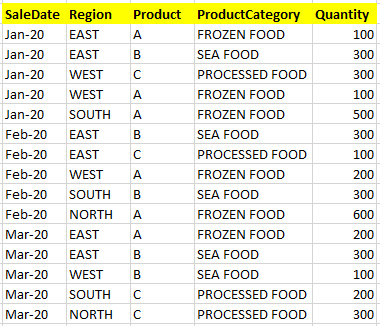 SaleDate Region Product ProductCategory Quantity
Jan-20 EAST A FROZEN FOOD 100
Jan-20 EAST B SEA FOOD 300
Jan-20 WEST C PROCESSED FOOD 300
Jan-20 WEST A FROZEN FOOD 100
Jan-20 SOUTH A FROZEN FOOD 500
Feb-20 EAST B SEA FOOD 300
Feb-20 EAST C PROCESSED FOOD 100
Feb-20 WEST A FROZEN FOOD 200
Feb-20 SOUTH B SEA FOOD 300
Feb-20 NORTH A FROZEN FOOD 600
Mar-20 EAST A FROZEN FOOD 200
Mar-20 EAST B SEA FOOD 300
Mar-20 WEST B SEA FOOD 100
Mar-20 SOUTH C PROCESSED FOOD 200
Mar-20 NORTH C PROCESSED FOOD 300